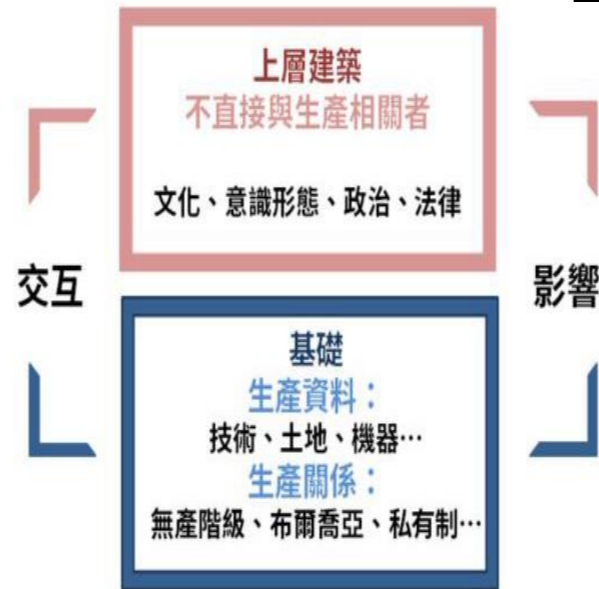 上層建築
不直接與生產相關者
文化、意識形態、政治、法律
交互
影響
基礎
生產資料：
技術、土地、機器…
生產關係：
無產階級、布爾喬亞、私有制…